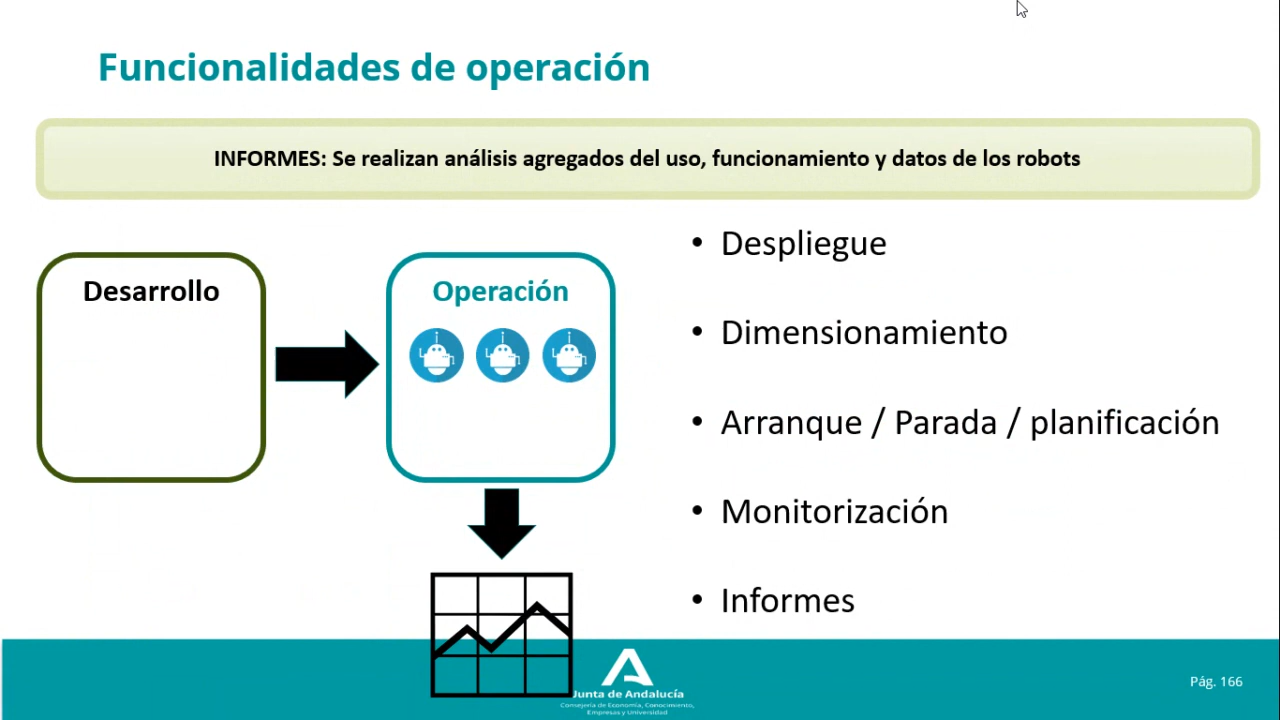 Funcionalidades de operación
INFORMES: Se realizan análisis agregados del uso, funcionamiento y datos de los robots
Desarrollo
Operación
• Despliegue
• Dimensionamiento
• Arranque / Parada / planificación
• Monitorización
• Informes
Junta de Andalucía
Consejería de Economía, Conocimiento,
Empresas y Universidad
Pág. 166